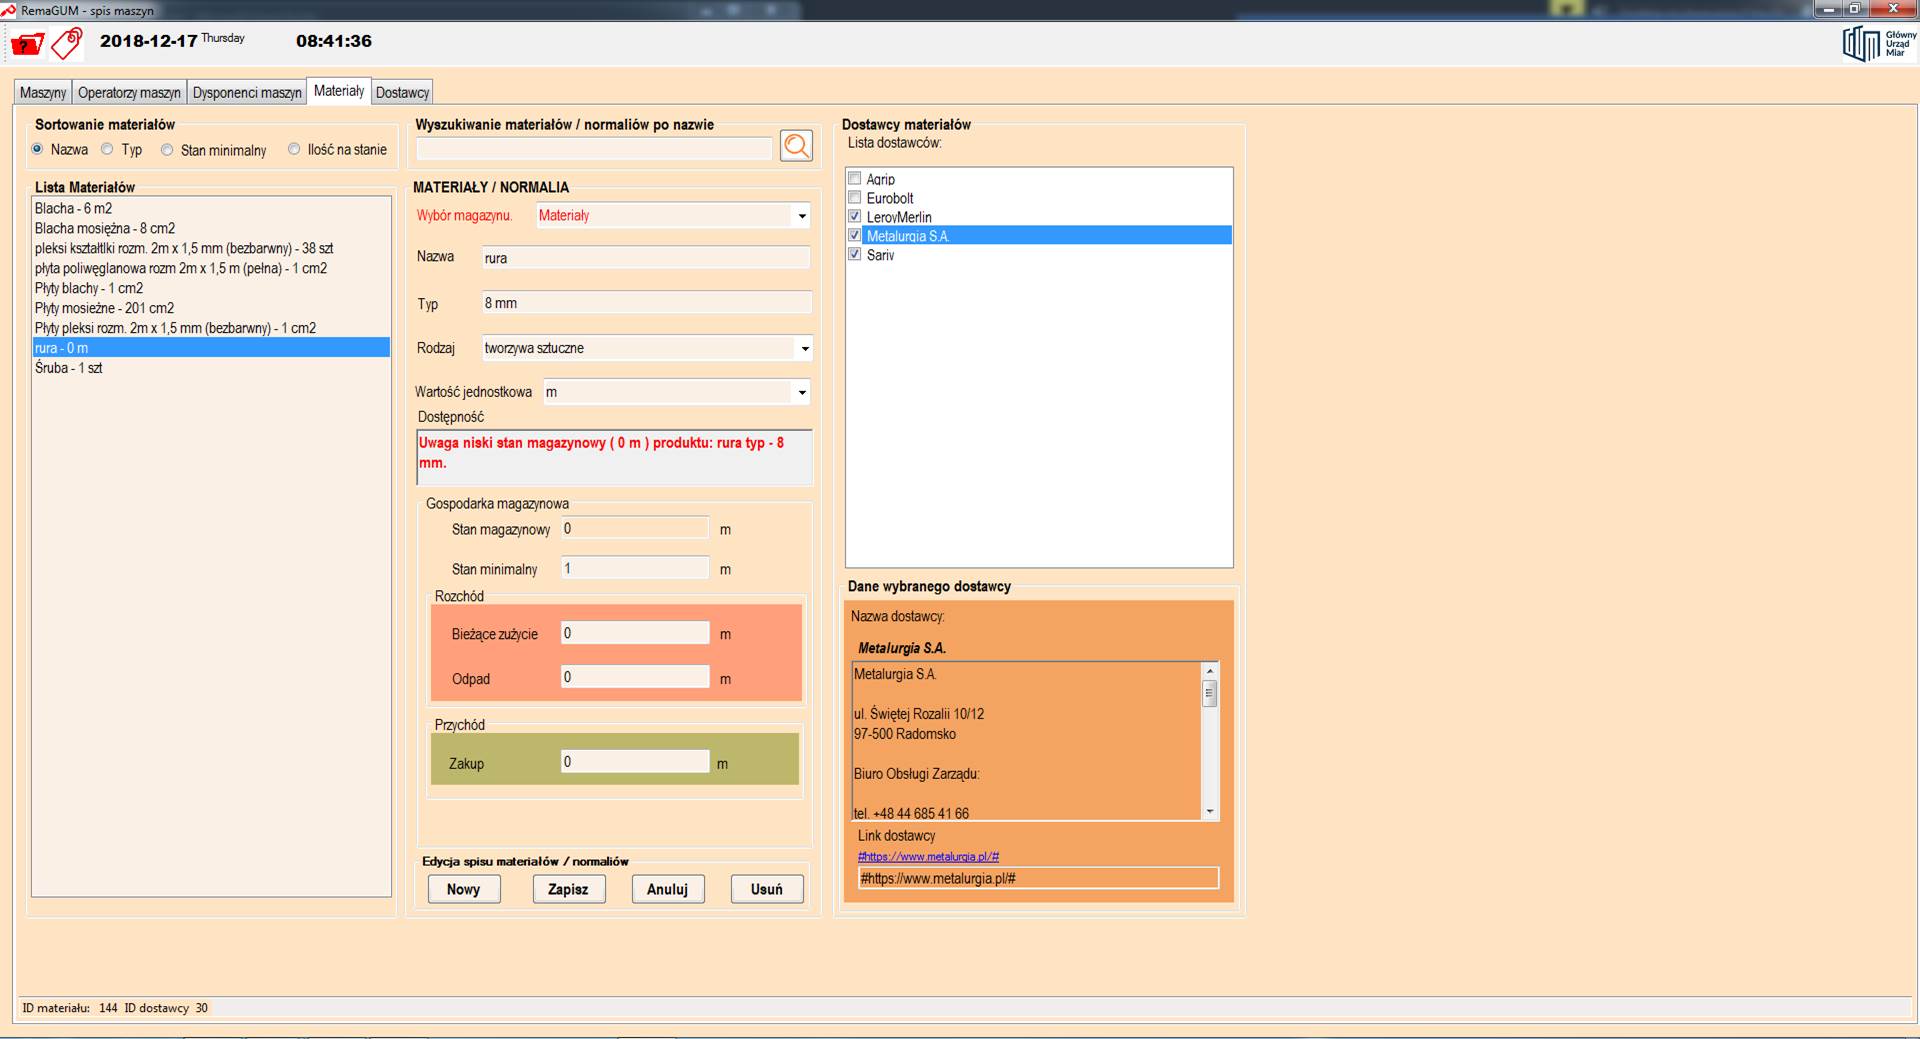 RemaGUM - spis maszyn
?
2018-12-17 Thursday 08:41:36
Główny
Urząd
Miar
Maszyny Operatorzy maszyn Dysponenci maszyn Materiały Dostawcy
Sortowanie materiałów
Nazwa Typ Stan minimalny Ilość na stanie
Lista Materiałów
Blacha - 6 m2
Blacha mosiężna - 8 cm2
pleksi kształtlki rozm. 2m x 1,5 mm (bezbarwny) - 38 szt
płyta poliwęglanowa rozm 2m x 1,5 m (pełna) - 1 cm2
Płyty blachy - 1 cm2
Płyty mosieżne - 201 cm2
Płyty pleksi rozm. 2m x 1,5 mm (bezbarwny) - 1 cm2
rura - 0 m
Śruba - 1 szt
Wyszukiwanie materiałów / normaliów po nazwie
MATERIAŁY / NORMALIA
Wybór magazynu. Materiały
Nazwa rura
Typ 8 mm
Rodzaj tworzywa sztuczne
Wartość jednostkowa m
Dostępność
Uwaga niski stan magazynowy ( 0 m ) produktu: rura typ - 8
mm.
Gospodarka magazynowa
Stan magazynowy 0 m
Stan minimalny 1 m
Rozchód
Bieżące zużycie 0 m
Odpad 0 m
Przychód
Zakup 0 m
Edycja spisu materiałów / normaliów
Nowy Zapisz Anuluj Usuń
Dostawcy materiałów
Lista dostawców:
Agrip
Eurobolt
LeroyMerlin
Metalurgia S.A.
Sariv
Dane wybranego dostawcy
Nazwa dostawcy:
Metalurgia S.A.
Metalurgia S.A.
ul. Świętej Rozalii 10/12
97-500 Radomsko
Biuro Obsługi Zarządu:
tel. +48 44 685 41 66
Link dostawcy
#https://www.metalurgia.pl/#
#https://www.metalurgia.pl/#
ID materiału: 144 ID dostawcy 30